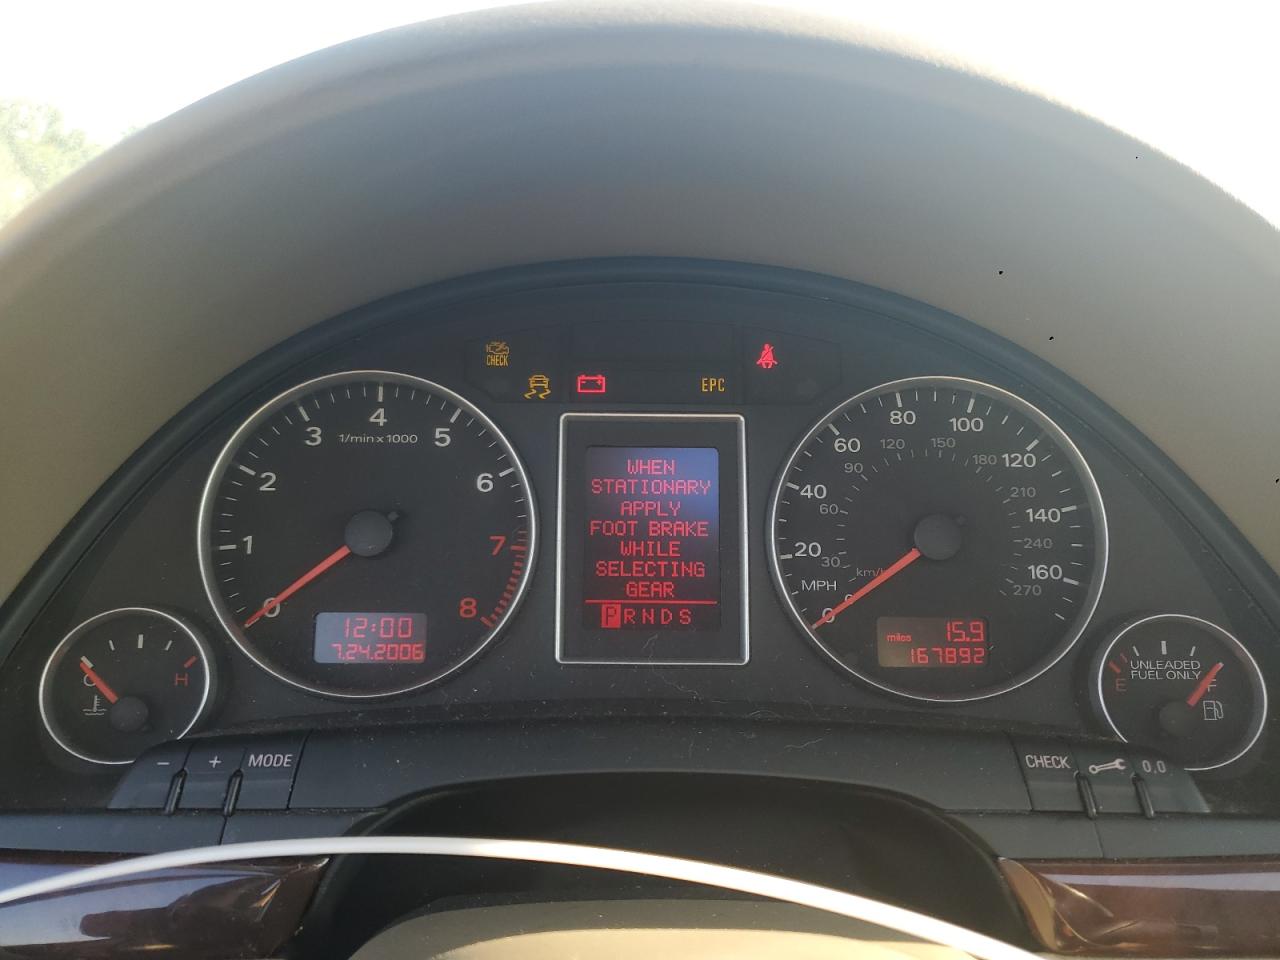 CHECK
EPC
WHEN
STATIONARY
APPLY
FOOT BRAKE
WHILE
SELECTING
GEAR
PRNDS
0
1
2
3
4
5
6
7
8
1/min x 1000
12:00
7.24.2006
0
20
40
60
80
100
120
140
160
MPH
30
60
90
120
150
180
210
240
270
km/h
miles 15.9
167892
C
H
E
UNLEADED
FUEL ONLY
F
- + MODE
CHECK 0,0